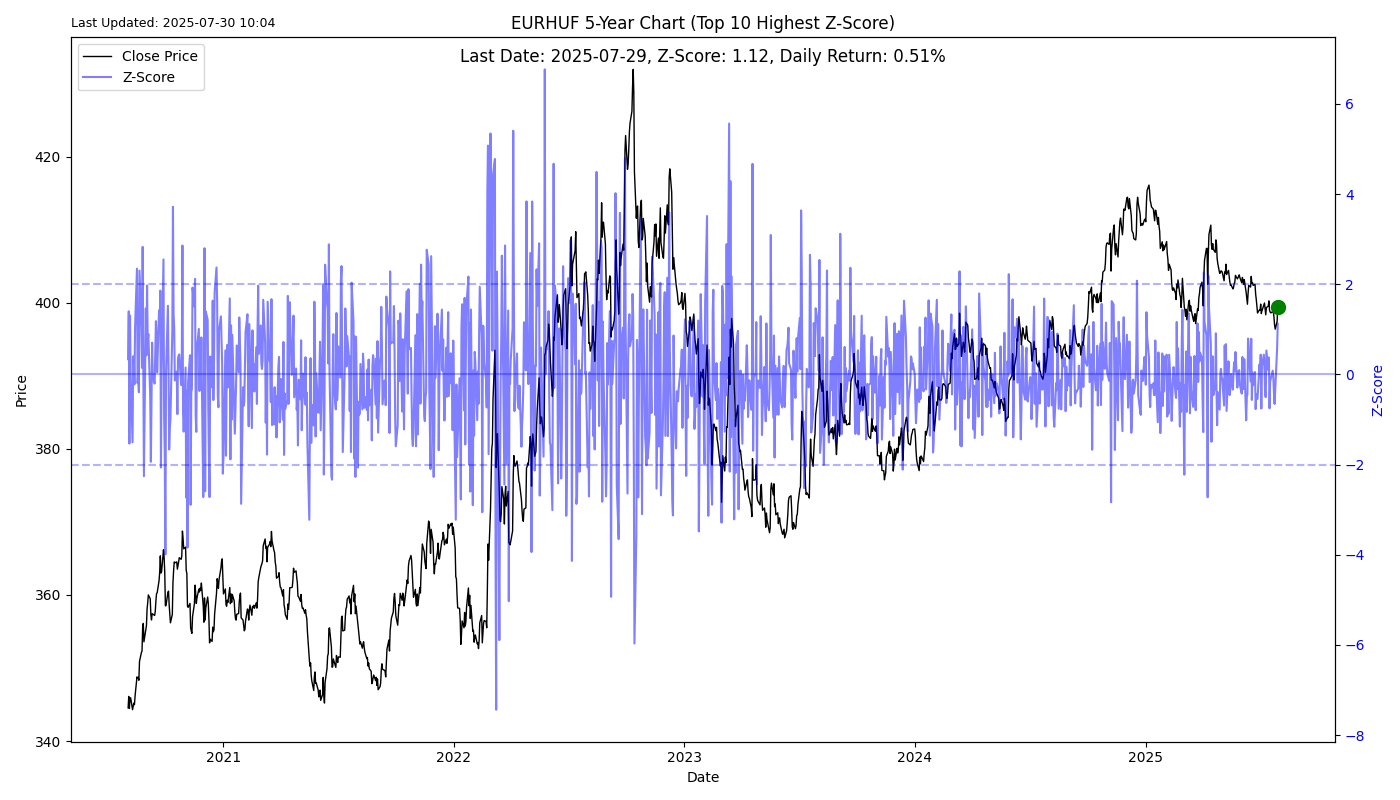 Last Updated: 2025-07-30 10:04
EURHUF 5-Year Chart (Top 10 Highest Z-Score)
Last Date: 2025-07-29, Z-Score: 1.12, Daily Return: 0.51%
Close Price
Z-Score
420
400
380
360
340
Price
6
4
2
0
−2
−4
−6
−8
Z-Score
2021
2022
2023
2024
2025
Date